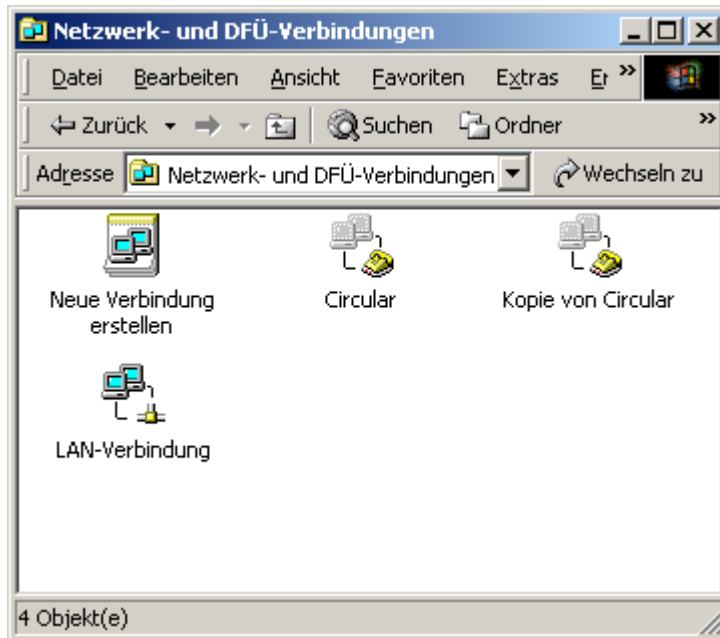 Netzwerk- und DFÜ-Verbindungen
Datei Bearbeiten Ansicht Favoriten Extras Er »
Zurück Suchen Ordner »
Adresse Netzwerk- und DFÜ-Verbindungen Wechseln zu
Neue Verbindung
erstellen
Circular
Kopie von Circular
LAN-Verbindung
4 Objekt(e)